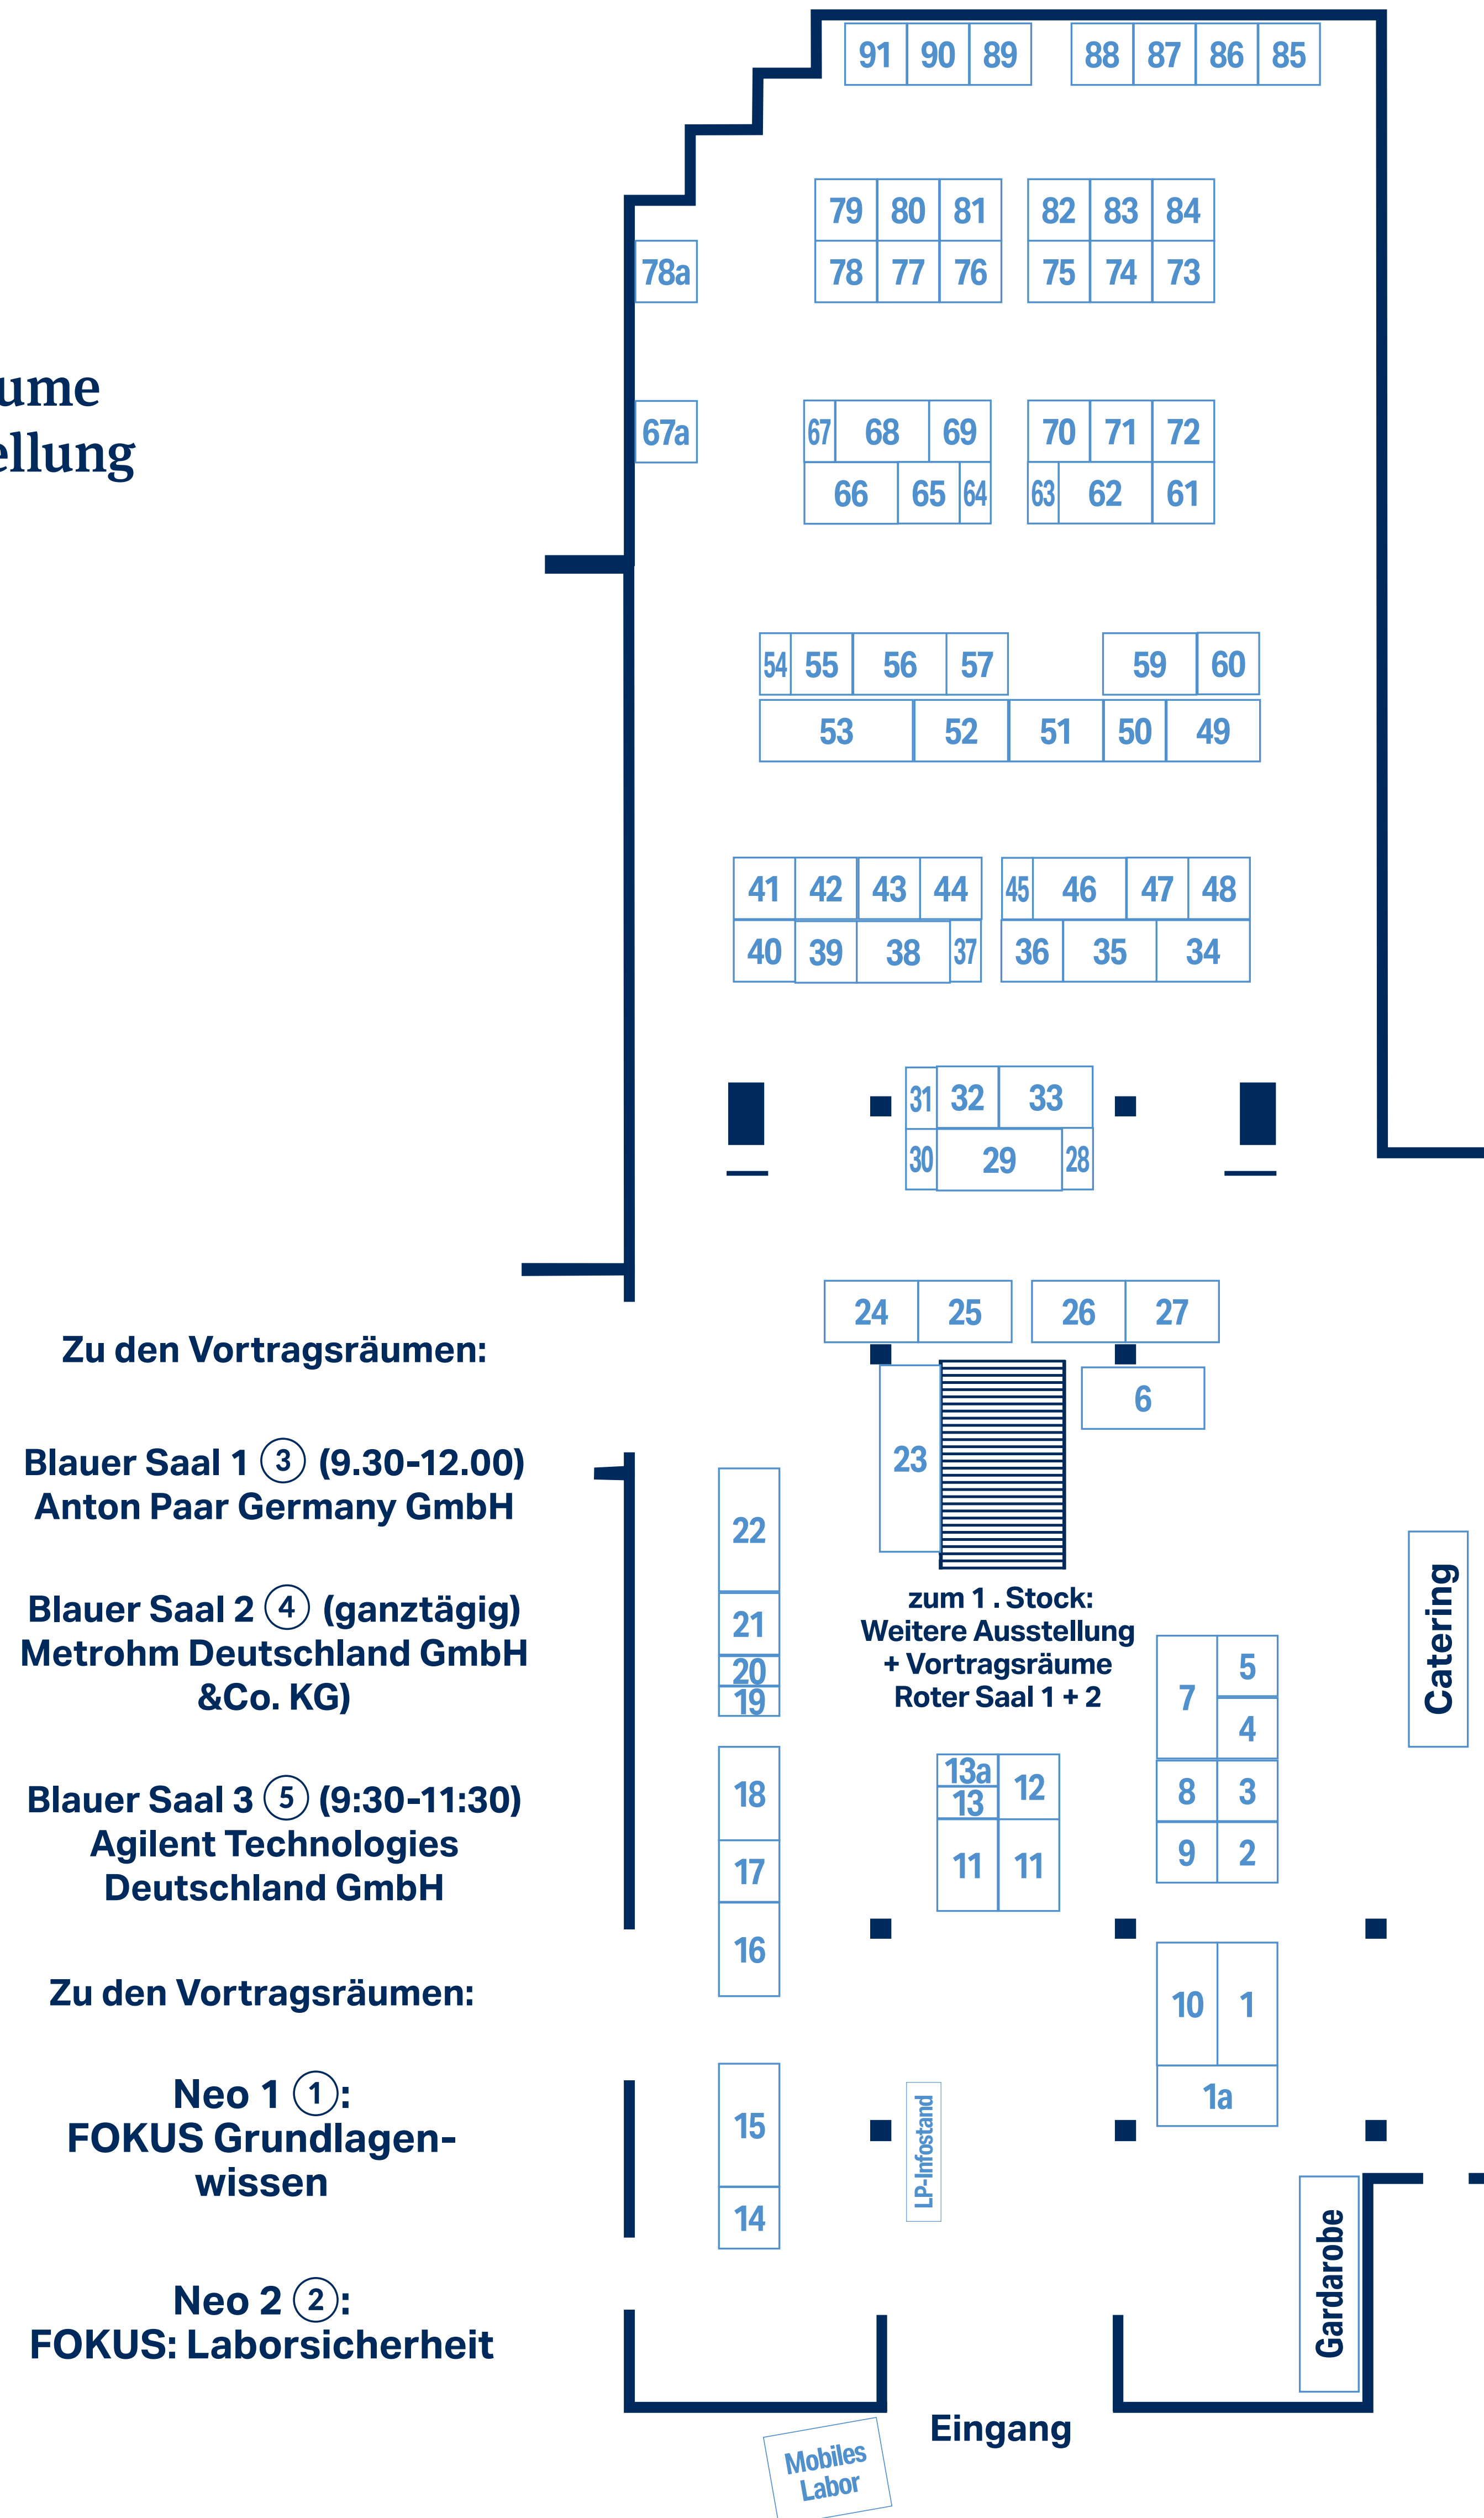 91 90 89 88 87 86 85
79 80 81 82 83 84
78a 78 77 76 75 74 73
ume
ellung
67a 67 68 69 70 71 72
66 65 64 63 62 61
54 55 56 57 59 60
53 52 51 50 49
41 42 43 44 45 46 47 48
40 39 38 37 36 35 34
31 32 33
30 29 28
24 25 26 27
6
23
22
21
20
19
zum 1 . Stock:
Weitere Ausstellung
+ Vortragsräume
Roter Saal 1 + 2
7 5
4
8 3
9 2
Catering
18
17
16
13a 12
13
11 11
10 1
1a
15
14
LP-Infostand
Gardarobe
Zu den Vortragsräumen:
Blauer Saal 1 3 (9.30-12.00)
Anton Paar Germany GmbH
Blauer Saal 2 4 (ganztägig)
Metrohm Deutschland GmbH
&Co. KG)
Blauer Saal 3 5 (9:30-11:30)
Agilent Technologies
Deutschland GmbH
Zu den Vortragsräumen:
Neo 1 1:
FOKUS Grundlagen-
wissen
Neo 2 2:
FOKUS: Laborsicherheit
Eingang
Mobiles
Labor